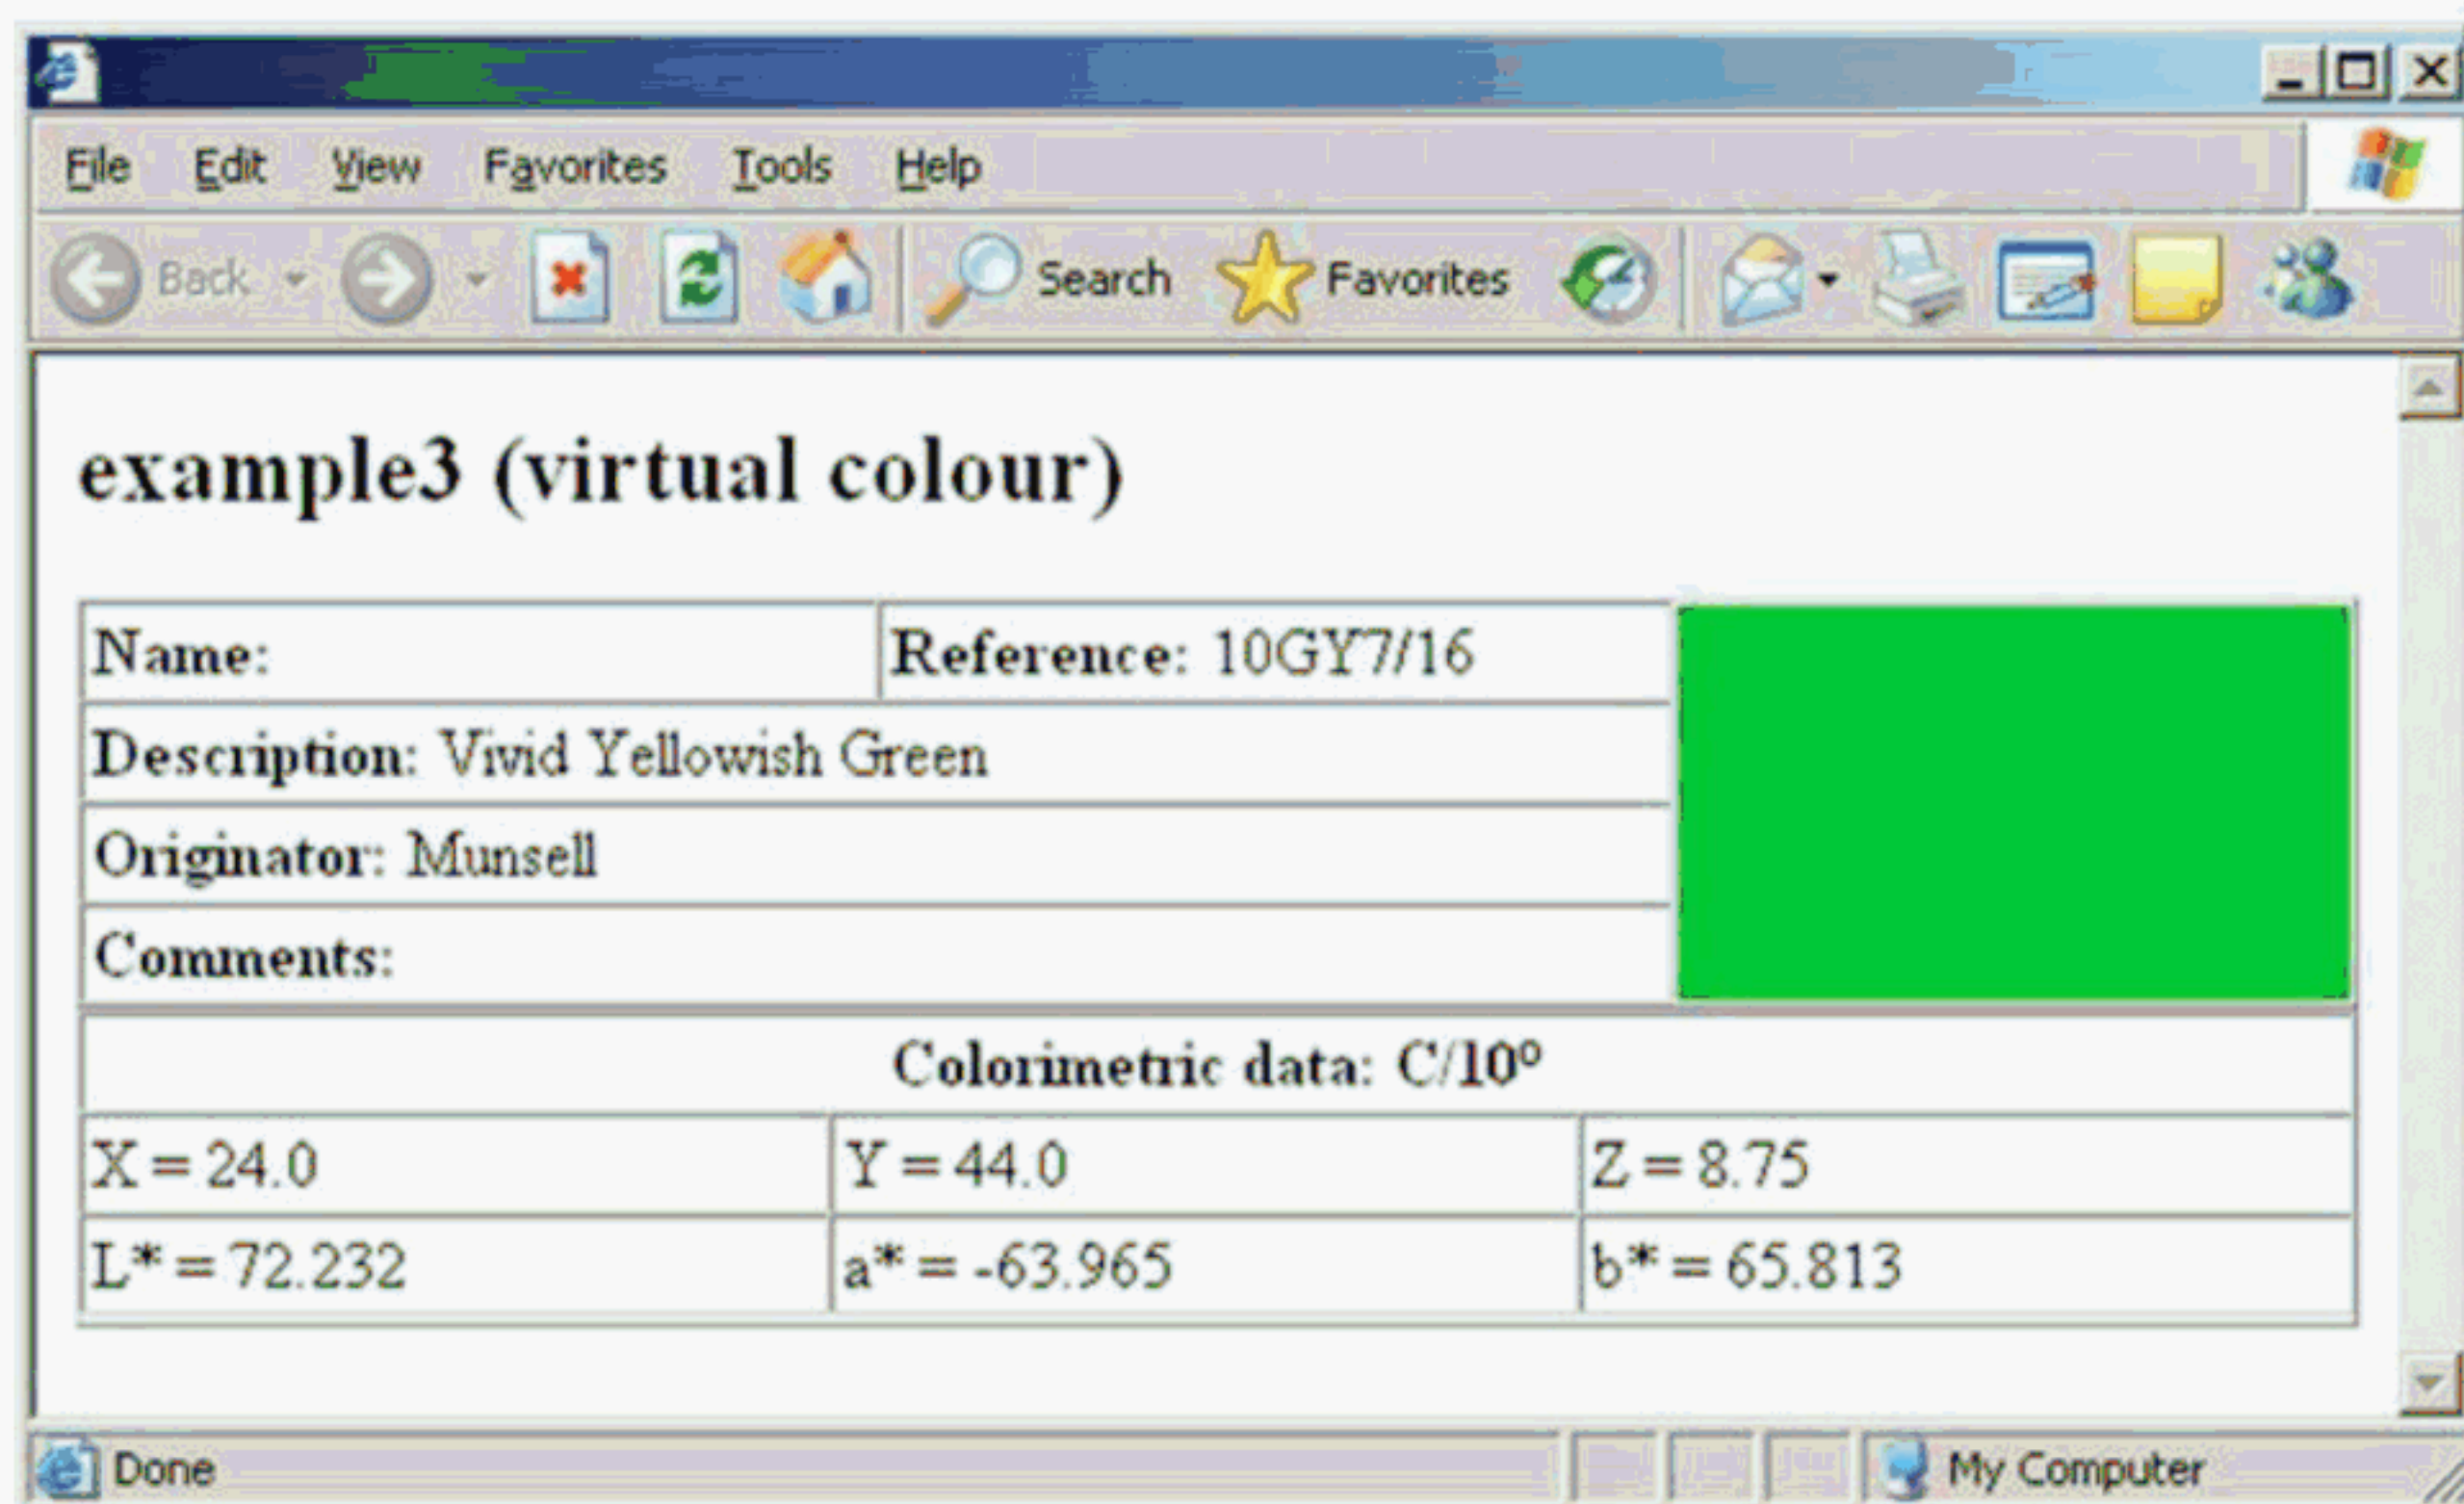 File Edit View Favorites Tools Help
Back Search Favorites
example3 (virtual colour)
Name: Reference: 10GY7/16
Description: Vivid Yellowish Green
Originator: Munsell
Comments:
Colorimetric data: C/10º
X = 24.0 Y = 44.0 Z = 8.75
L* = 72.232 a* = -63.965 b* = 65.813
Done My Computer